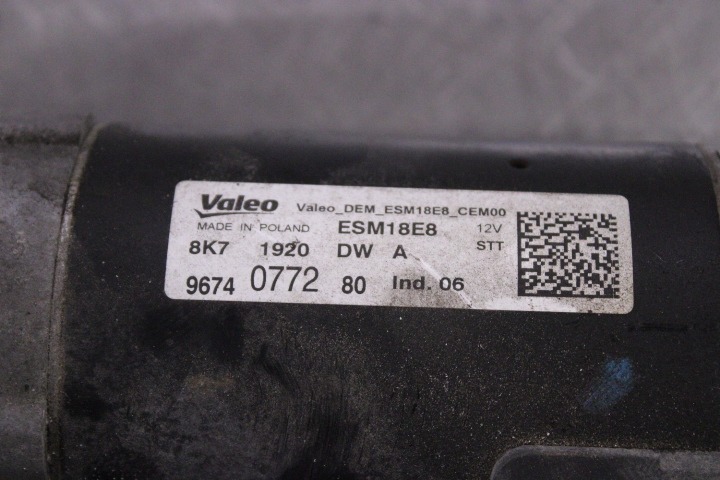 Valeo Valeo_DEM_ESM18E8_CEM00
MADE IN POLAND ESM18E8 12V
8K7 1920 DW A STT
9674 0772 80 Ind. 06